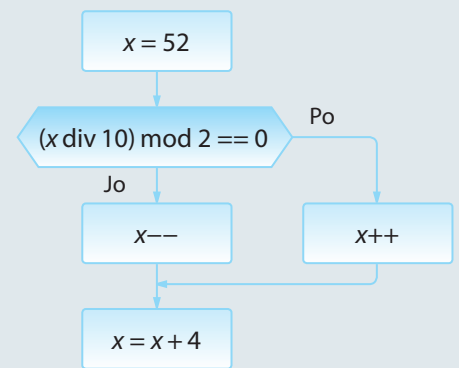 x = 52
(x div 10) mod 2 == 0
Po
Jo
x−−
x++
x = x + 4